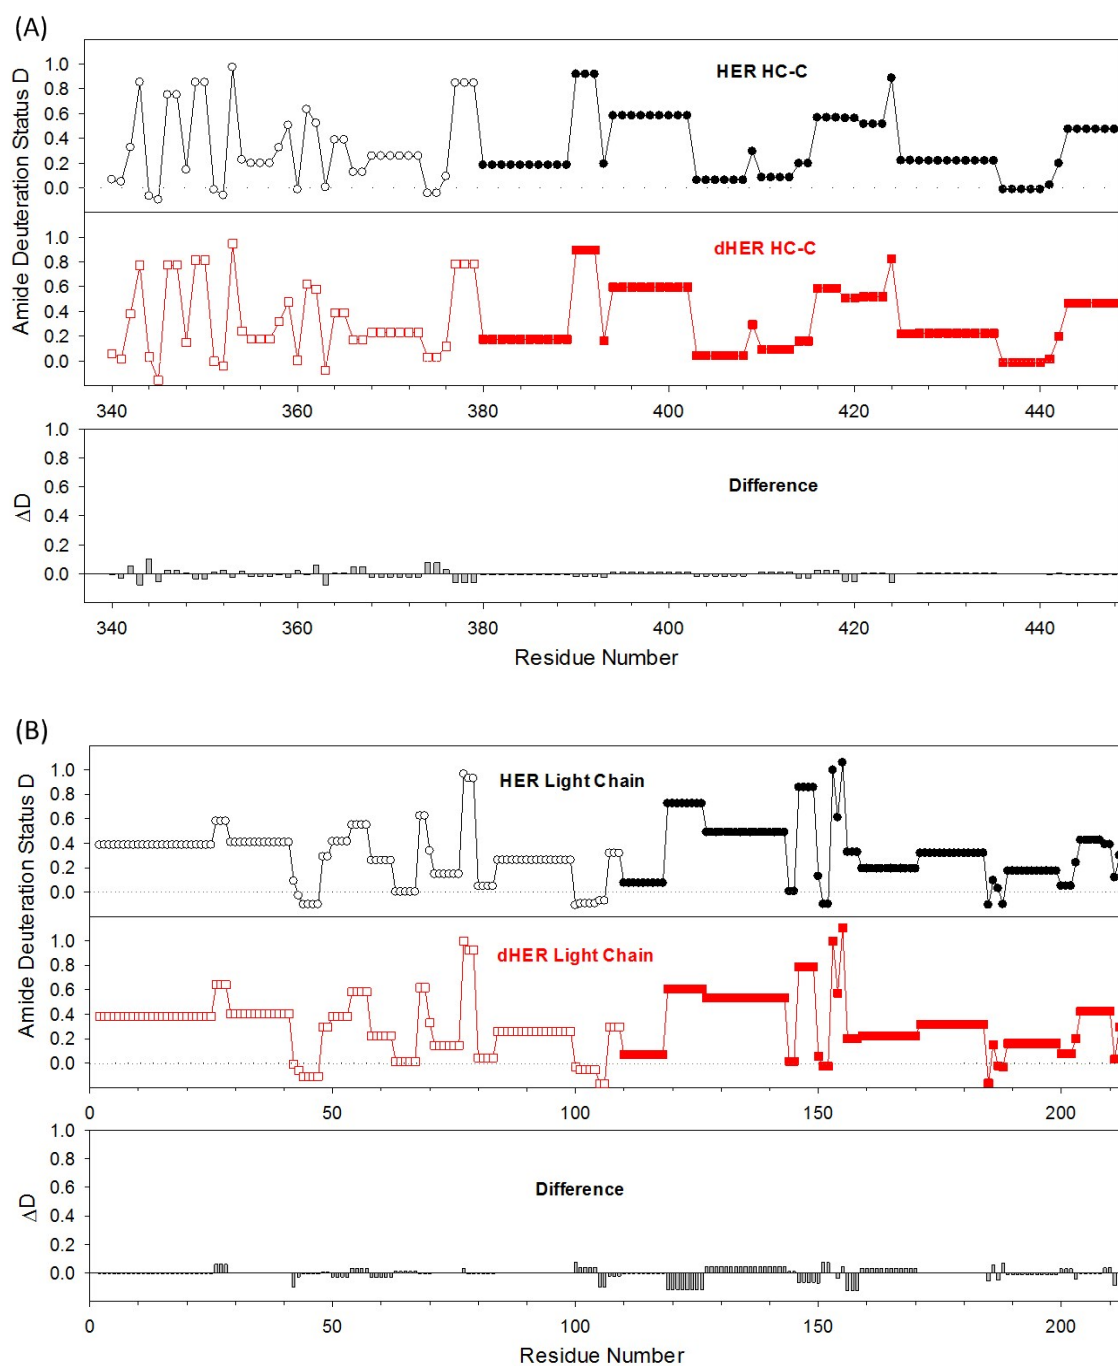 (A)
HER HC-C
1.0
0.8
0.6
0.4
0.2
0.0
Amide Deuteration Status D
dHER HC-C
1.0
0.8
0.6
0.4
0.2
0.0
340 360 380 400 420 440
Difference
1.0
0.8
0.6
0.4
0.2
0.0
ΔD
340 360 380 400 420 440
Residue Number
(B)
HER Light Chain
1.0
0.8
0.6
0.4
0.2
0.0
Amide Deuteration Status D
dHER Light Chain
1.0
0.8
0.6
0.4
0.2
0.0
0 50 100 150 200
Difference
1.0
0.8
0.6
0.4
0.2
0.0
ΔD
0 50 100 150 200
Residue Number